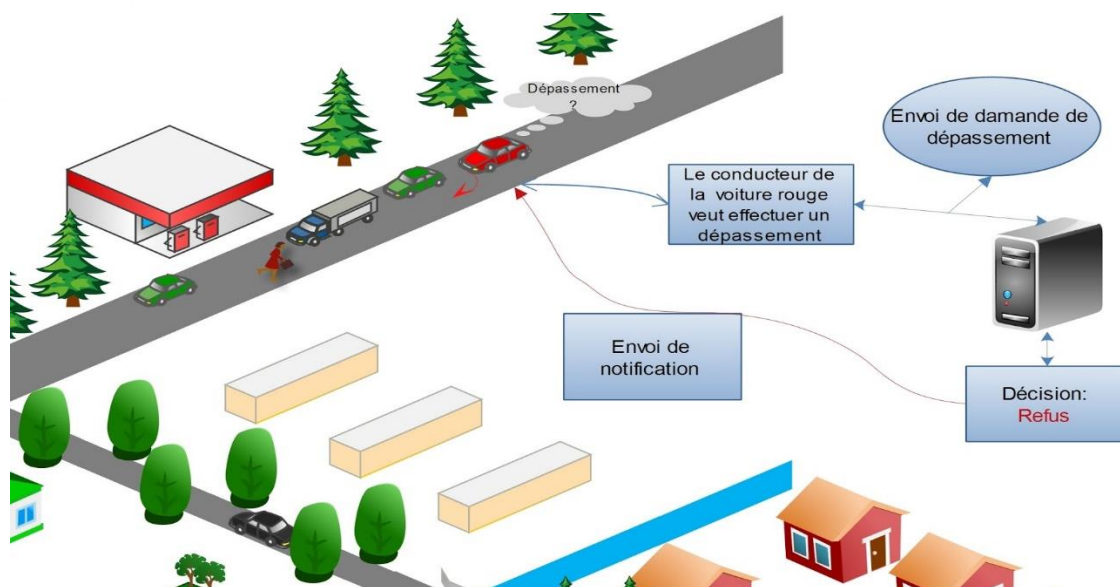 Dépassement
?
Envoi de damande de
dépassement
Le conducteur de
la voiture rouge
veut effectuer un
dépassement
Envoi de
notification
Décision:
Refus